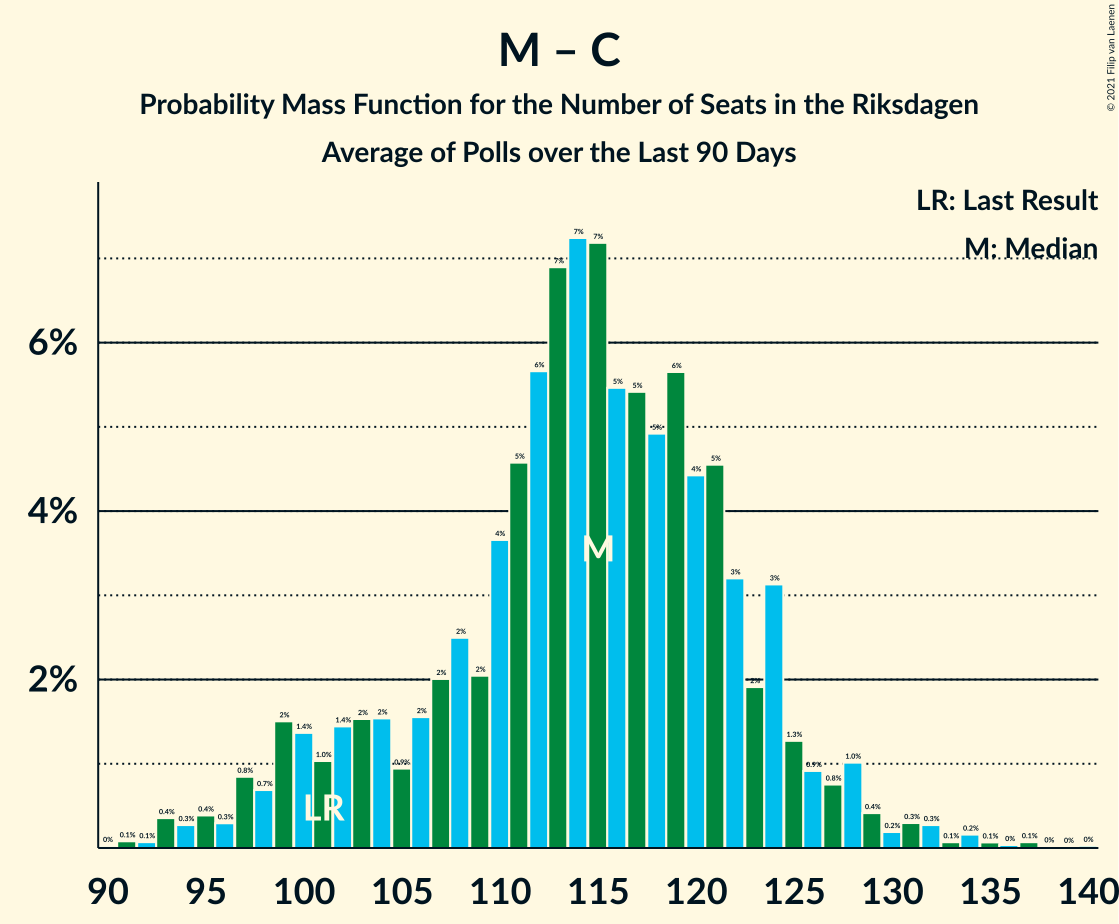 M – C
Probability Mass Function for the Number of Seats in the Riksdagen
Average of Polls over the Last 90 Days
© 2021 Filip van Laenen
LR: Last Result
M: Median
6%
4%
2%
0% 0.1% 0.1% 0.4% 0.3% 0.4% 0.3% 0.8% 0.7% 2% 1.4% 1.0% 1.4% 2% 2% 0.9% 2% 2% 2% 2% 4% 5% 6% 7% 7% 7% 5% 5% 5% 6% 4% 5% 3% 2% 3% 1.3% 0.9% 0.8% 1.0% 0.4% 0.2% 0.3% 0.3% 0.1% 0.2% 0.1% 0% 0.1% 0% 0% 0%
M
LR
90 95 100 105 110 115 120 125 130 135 140